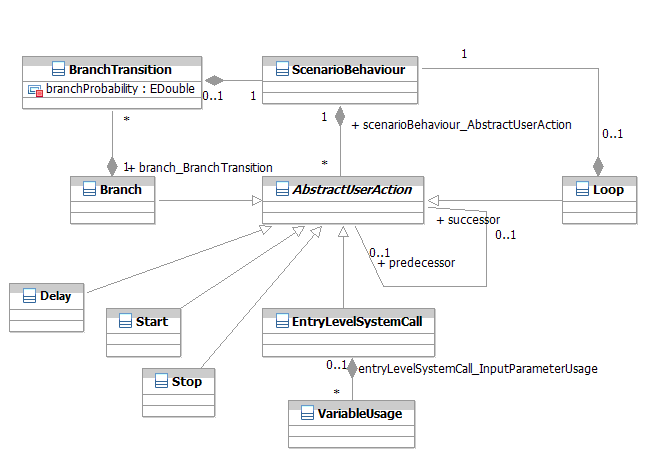 BranchTransition
ScenarioBehaviour
1
branchProbability : EDouble
0..1
1
*
1
+ scenarioBehaviour_AbstractUserAction
0..1
1
+ branch_BranchTransition
*
Branch
AbstractUserAction
Loop
+ successor
0..1
0..1
+ predecessor
Delay
Start
EntryLevelSystemCall
0..1
entryLevelSystemCall_InputParameterUsage
Stop
*
VariableUsage